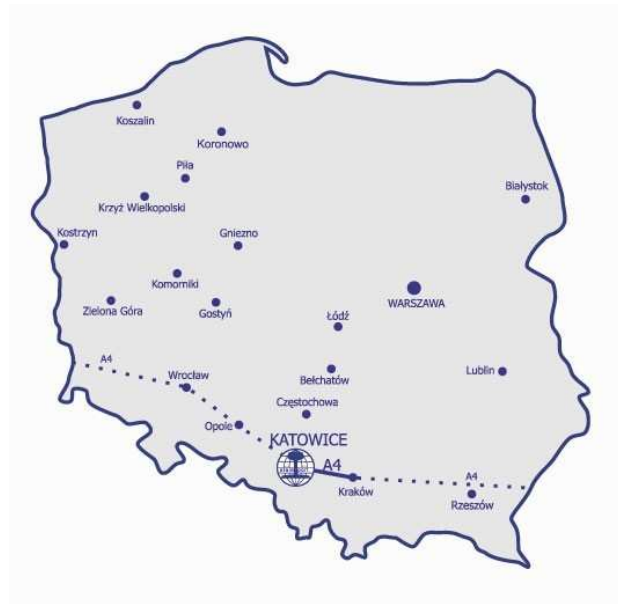 Koszalin
Koronowo
Piła
Białystok
Krzyż Wielkopolski
Kostrzyn
Gniezno
Komorniki
Zielona Góra
Gostyń
WARSZAWA
Łódź
A4
Wrocław
Bełchatów
Lublin
Częstochowa
Opole
KATOWICE
A4
A4
Kraków
Rzeszów